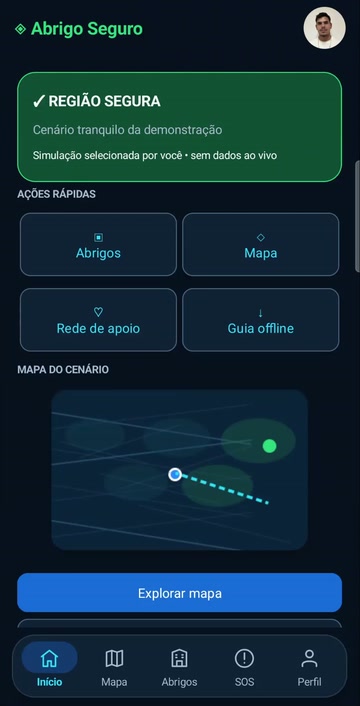 Abrigo Seguro
✓ REGIÃO SEGURA
Cenário tranquilo da demonstração
Simulação selecionada por você • sem dados ao vivo
AÇÕES RÁPIDAS
Abrigos
Mapa
Rede de apoio
Guia offline
MAPA DO CENÁRIO
Explorar mapa
Início
Mapa
Abrigos
SOS
Perfil